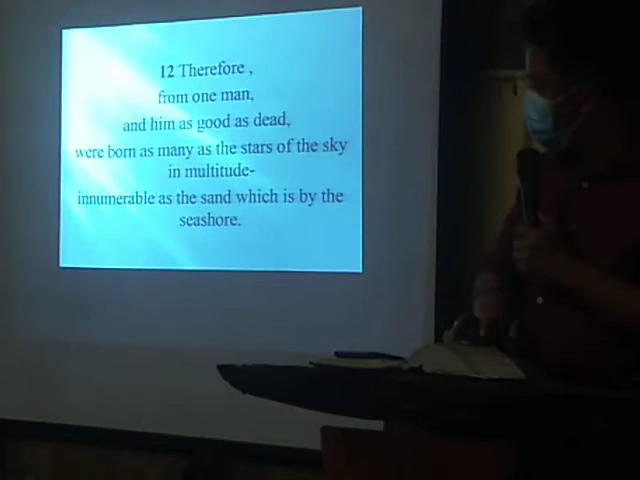 12 Therefore ,
from one man,
and him as good as dead,
were born as many as the stars of the sky
in multitude-
innumerable as the sand which is by the
seashore.